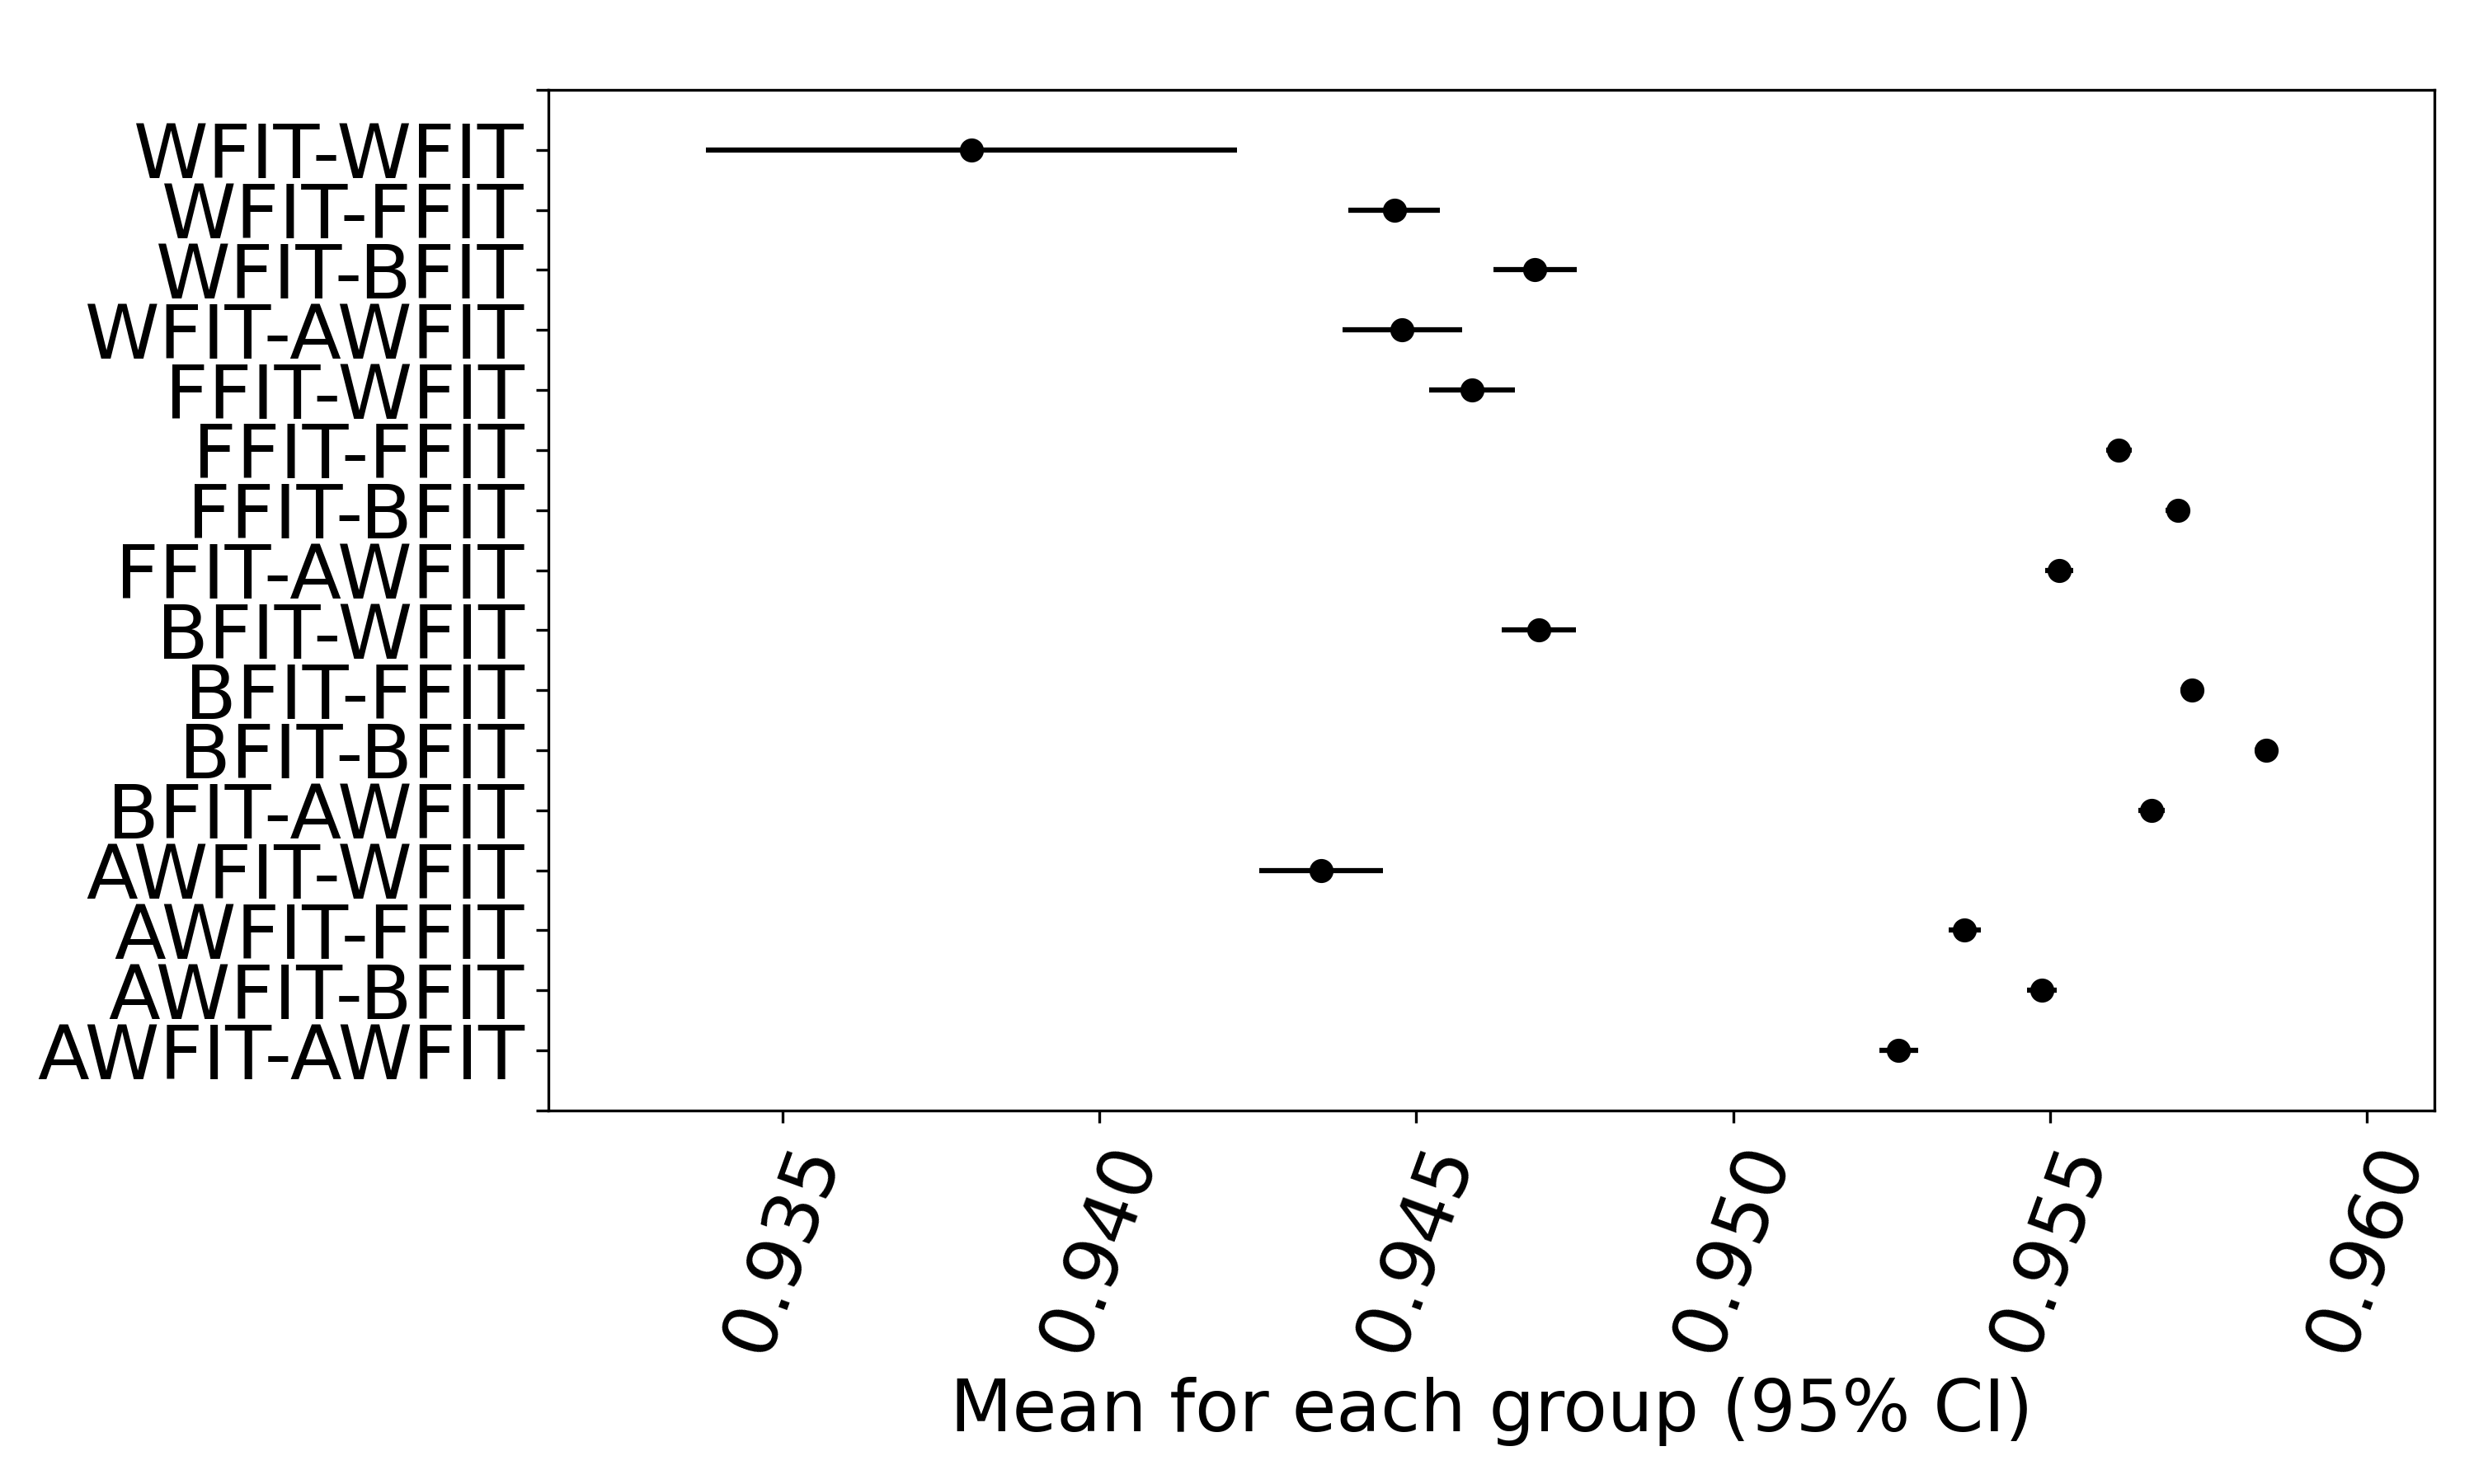 WFIT-WFIT
WFIT-FFIT
WFIT-BFIT
WFIT-AWFIT
FFIT-WFIT
FFIT-FFIT
FFIT-BFIT
FFIT-AWFIT
BFIT-WFIT
BFIT-FFIT
BFIT-BFIT
BFIT-AWFIT
AWFIT-WFIT
AWFIT-FFIT
AWFIT-BFIT
AWFIT-AWFIT
0.935 0.940 0.945 0.950 0.955 0.960
Mean for each group (95% CI)